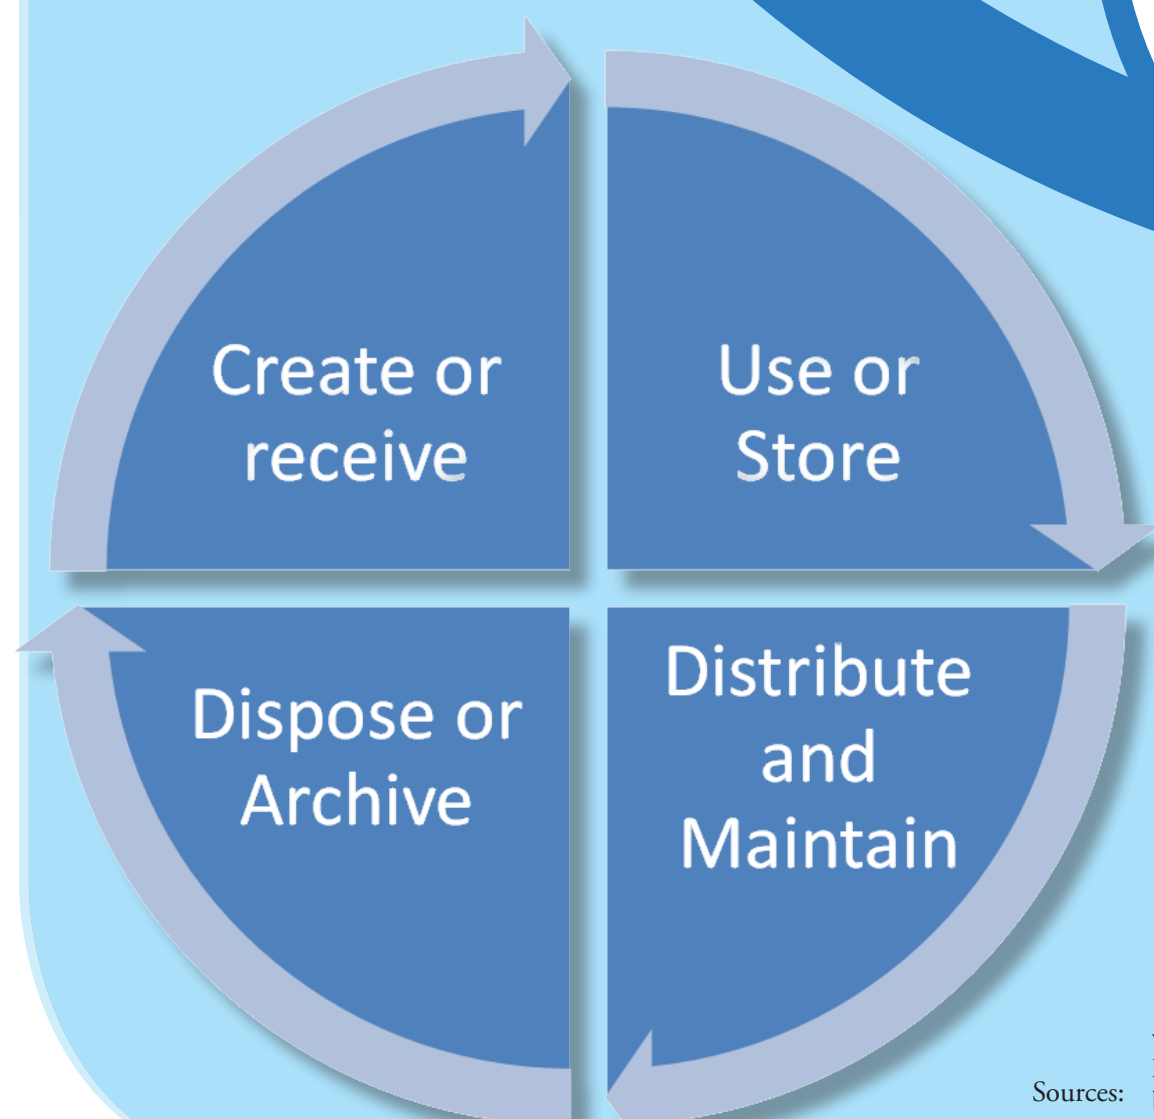 Create or
receive
Use or
Store
Dispose or
Archive
Distribute
and
Maintain
Sources: